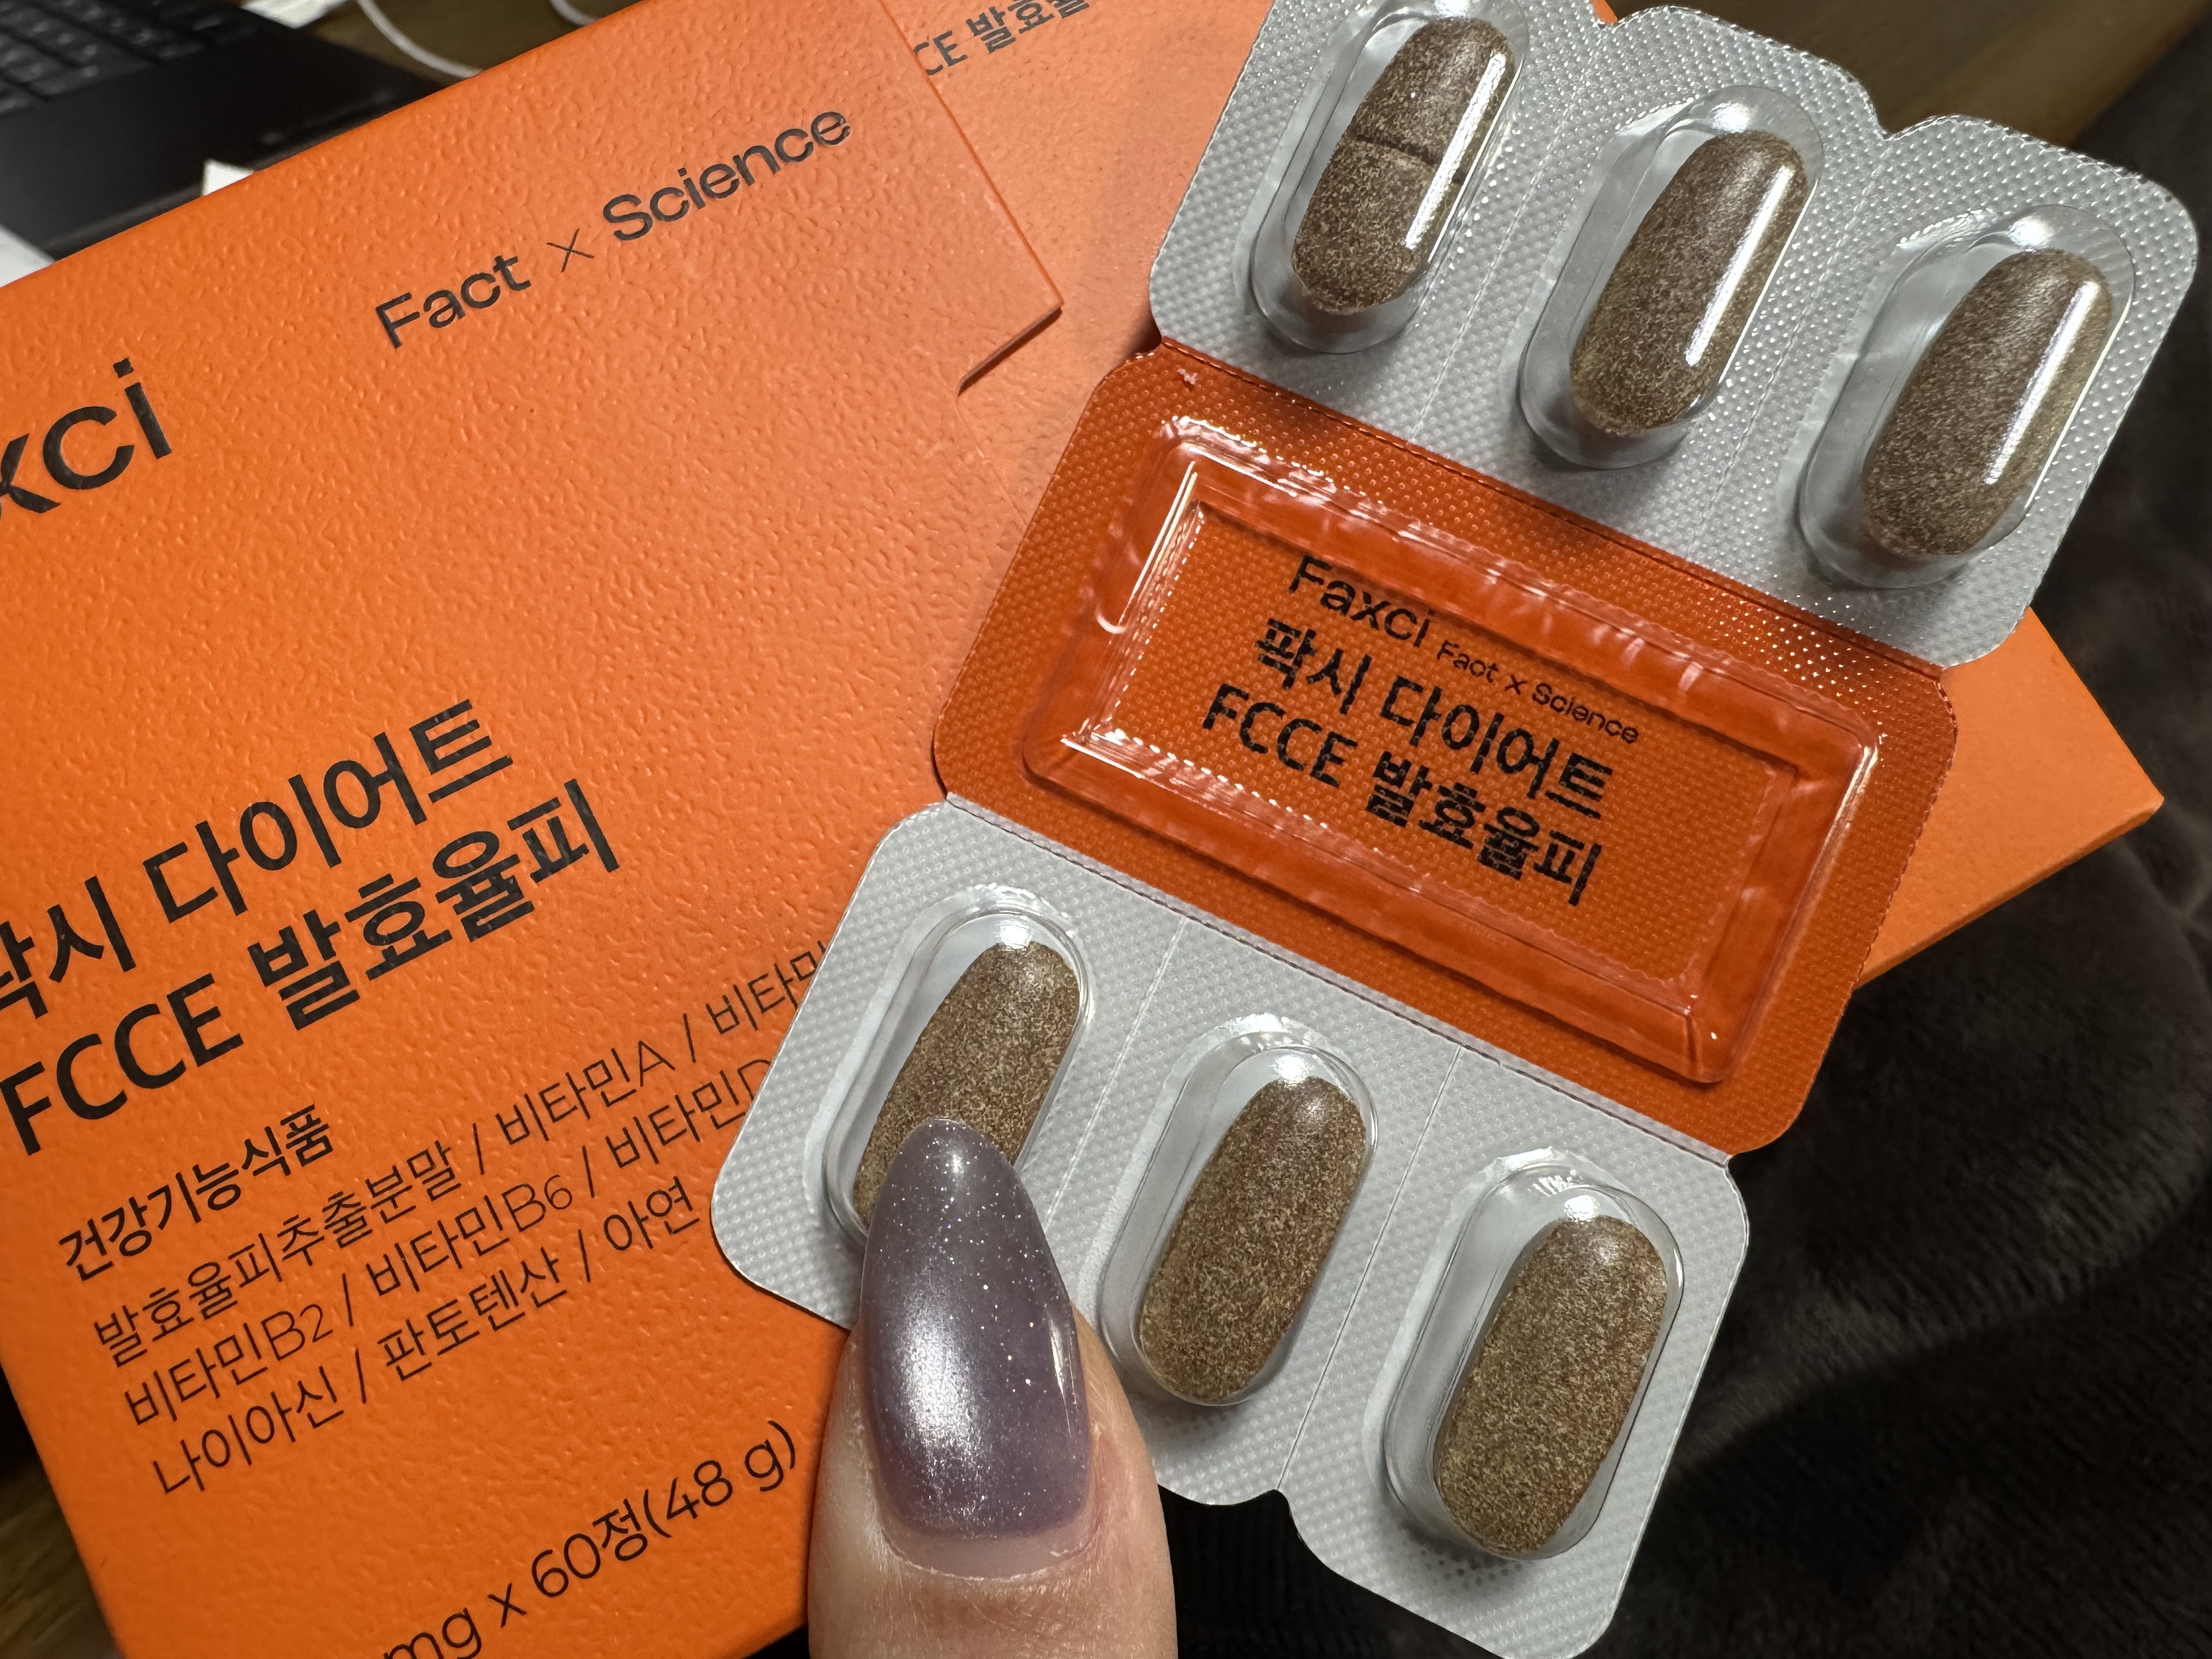 CCE 발효율
Fact x Science
xci
팍시 다이어트
FCCE 발효율피
건강기능식품
발효율피추출분말 / 비타민A / 비타민
비타민B2 / 비타민B6 / 비타민D
나이아신 / 판토텐산 / 아연
mg x 60정(48 g)
Faxci Fact x Science
팍시 다이어트
FCCE 발효율피